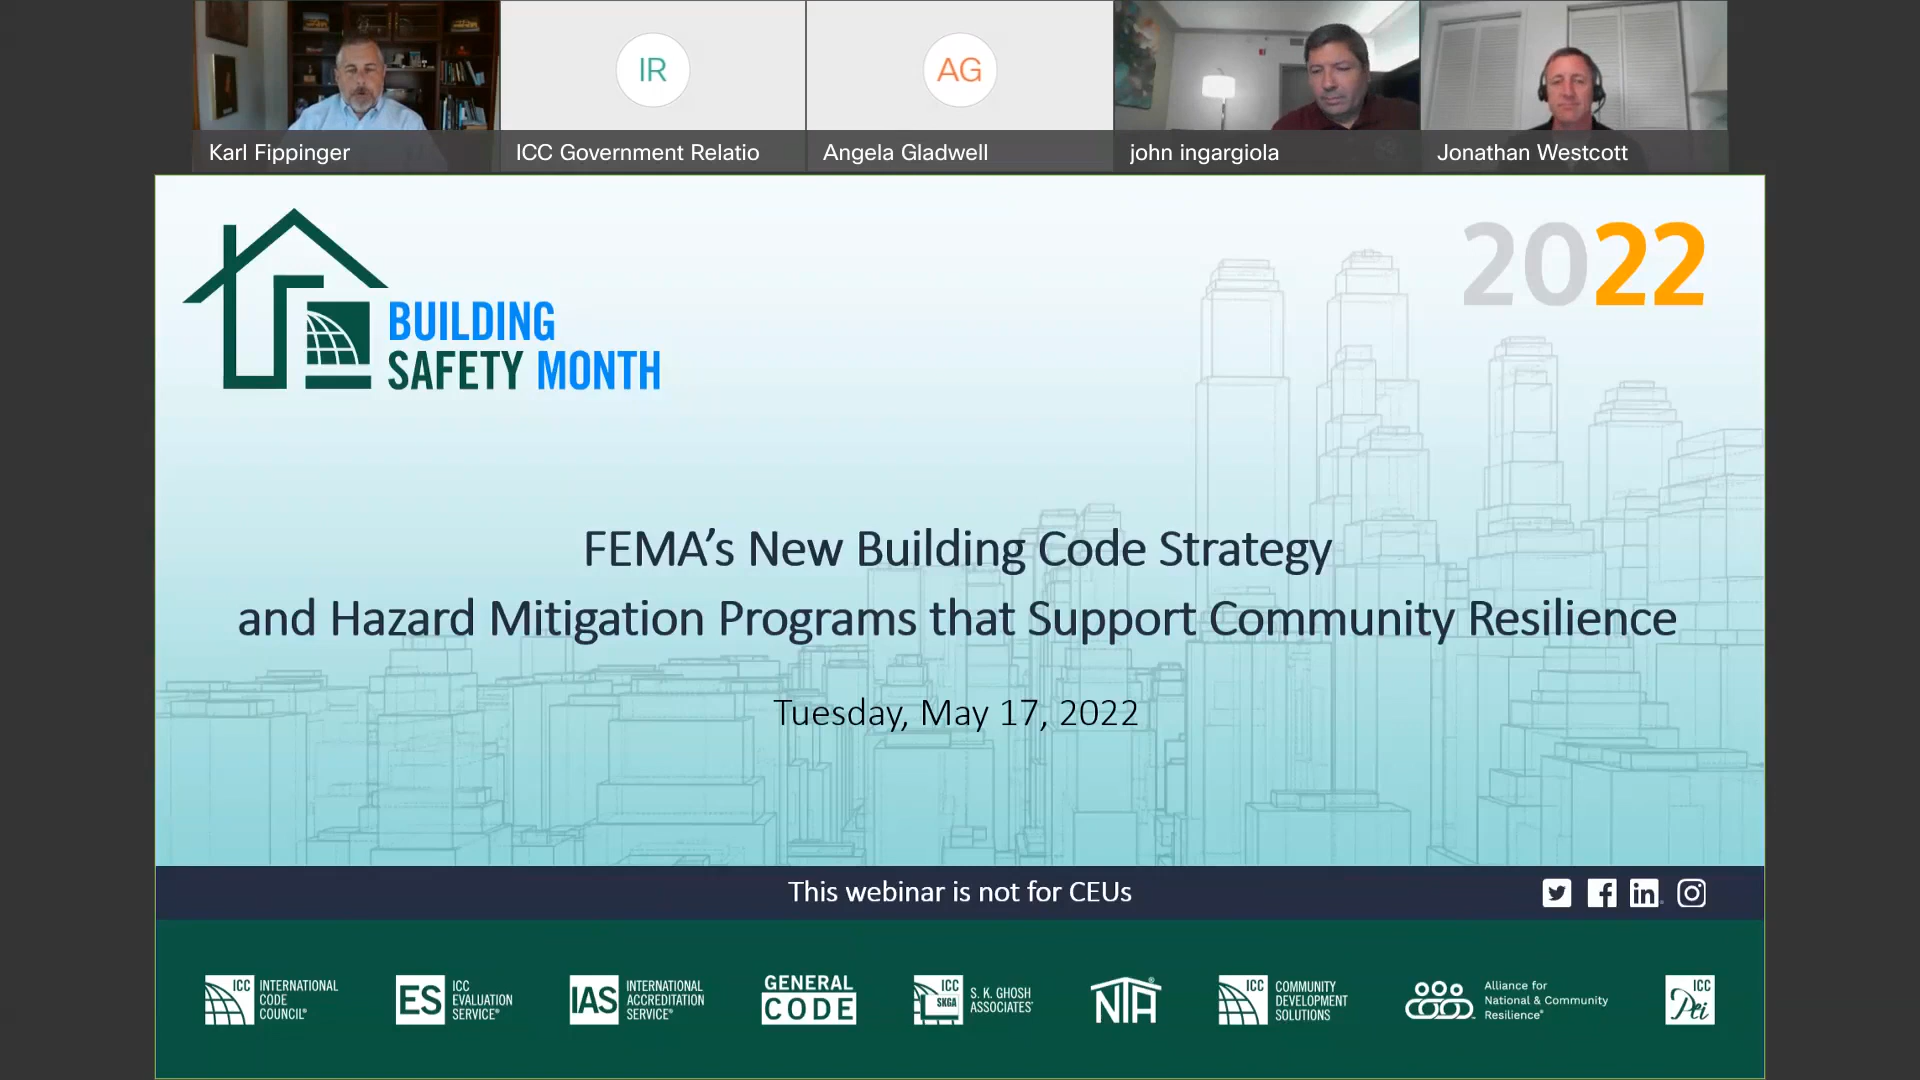 IR
AG
Karl Fippinger
ICC Government Relatio
Angela Gladwell
john ingargiola
Jonathan Westcott
2022
BUILDING
SAFETY MONTH
FEMA’s New Building Code Strategy
and Hazard Mitigation Programs that Support Community Resilience
Tuesday, May 17, 2022
This webinar is not for CEUs
in
ICC INTERNATIONAL
CODE
COUNCIL®
ES ICC
EVALUATION
SERVICE®
IAS INTERNATIONAL
ACCREDITATION
SERVICE®
GENERAL
CODE
ICC
SKGA
S. K. GHOSH
ASSOCIATES
NTA®
ICC COMMUNITY
DEVELOPMENT
SOLUTIONS
Alliance for
National & Community
Resilience®
ICC
Pci